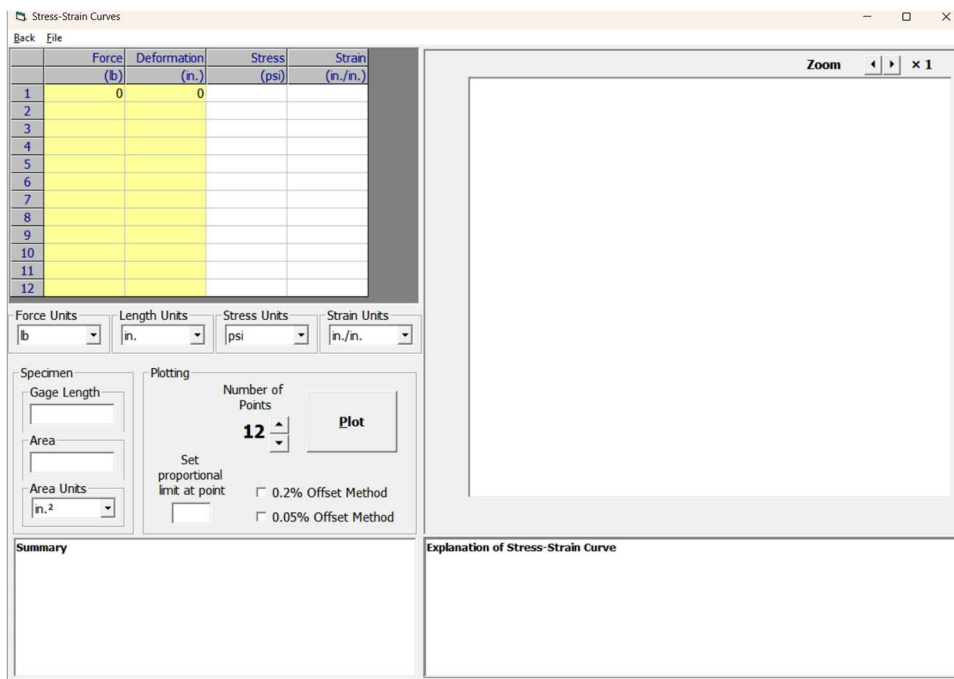 Stress-Strain Curves
Back File
Force Deformation Stress Strain
(lb) (in.) (psi) (in./in.)
1 0 0
2
3
4
5
6
7
8
9
10
11
12
Zoom × 1
Force Units Length Units Stress Units Strain Units
lb in. psi in./in.
Specimen
Gage Length
Area
Area Units
in.²
Plotting
Number of
Points
12
Plot
Set
proportional
limit at point
0.2% Offset Method
0.05% Offset Method
Summary
Explanation of Stress-Strain Curve